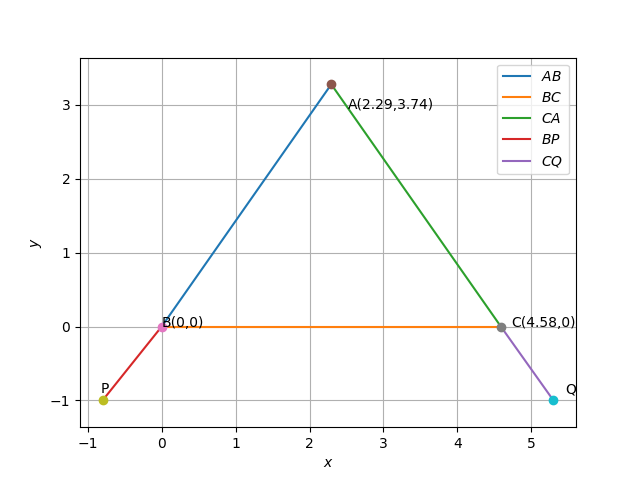 AB
BC
CA
BP
CQ
A(2.29,3.74)
B(0,0)
C(4.58,0)
P
Q
y
3
2
1
0
−1
−1 0 1 2 3 4 5
x